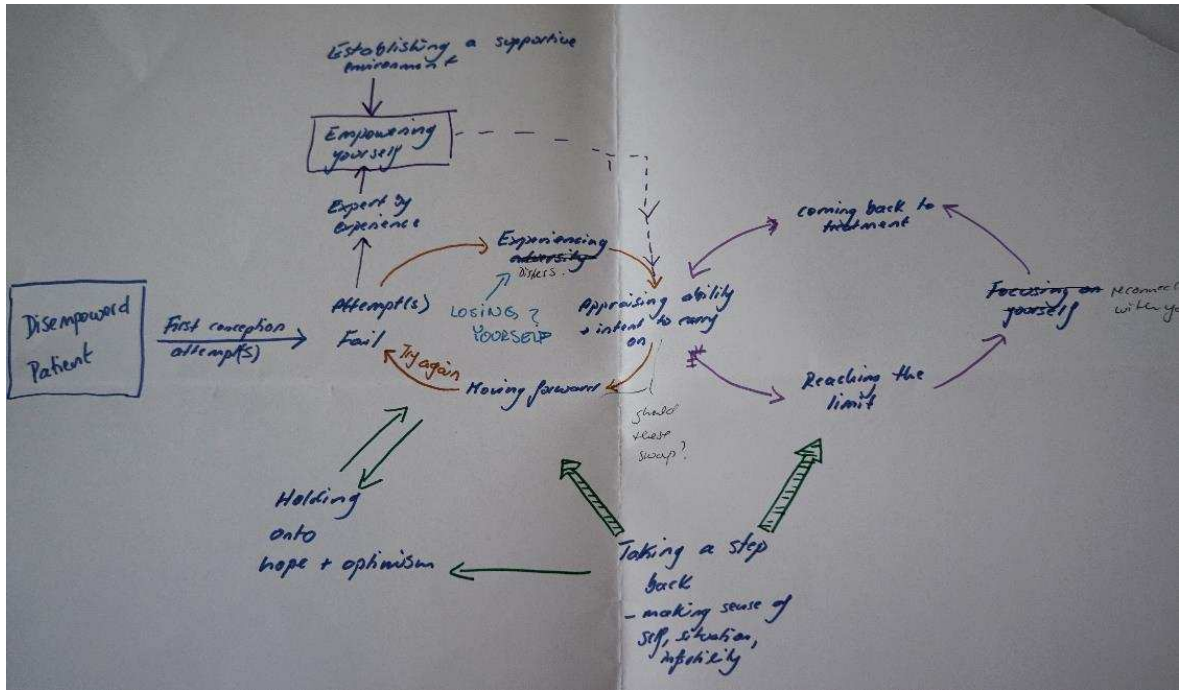 Establishing a supportive
environment
Empowering
yourself
Expert by
experience
coming back to
treatment
Experiencing
adversity
Distress.
LOSING ?
YOURSELF
Appraising ability
+ intent to carry
on
Focusing on
yourself
reconnect
with yo
Disempowerd
Patient
First conception
attempt(s)
Attempt(s)
Fail
Try again
Moving forward
Reaching the
limit
should
these
swap?
Holding
onto
hope + optimism
Taking a step
back
- making sense of
self, situation,
infertility